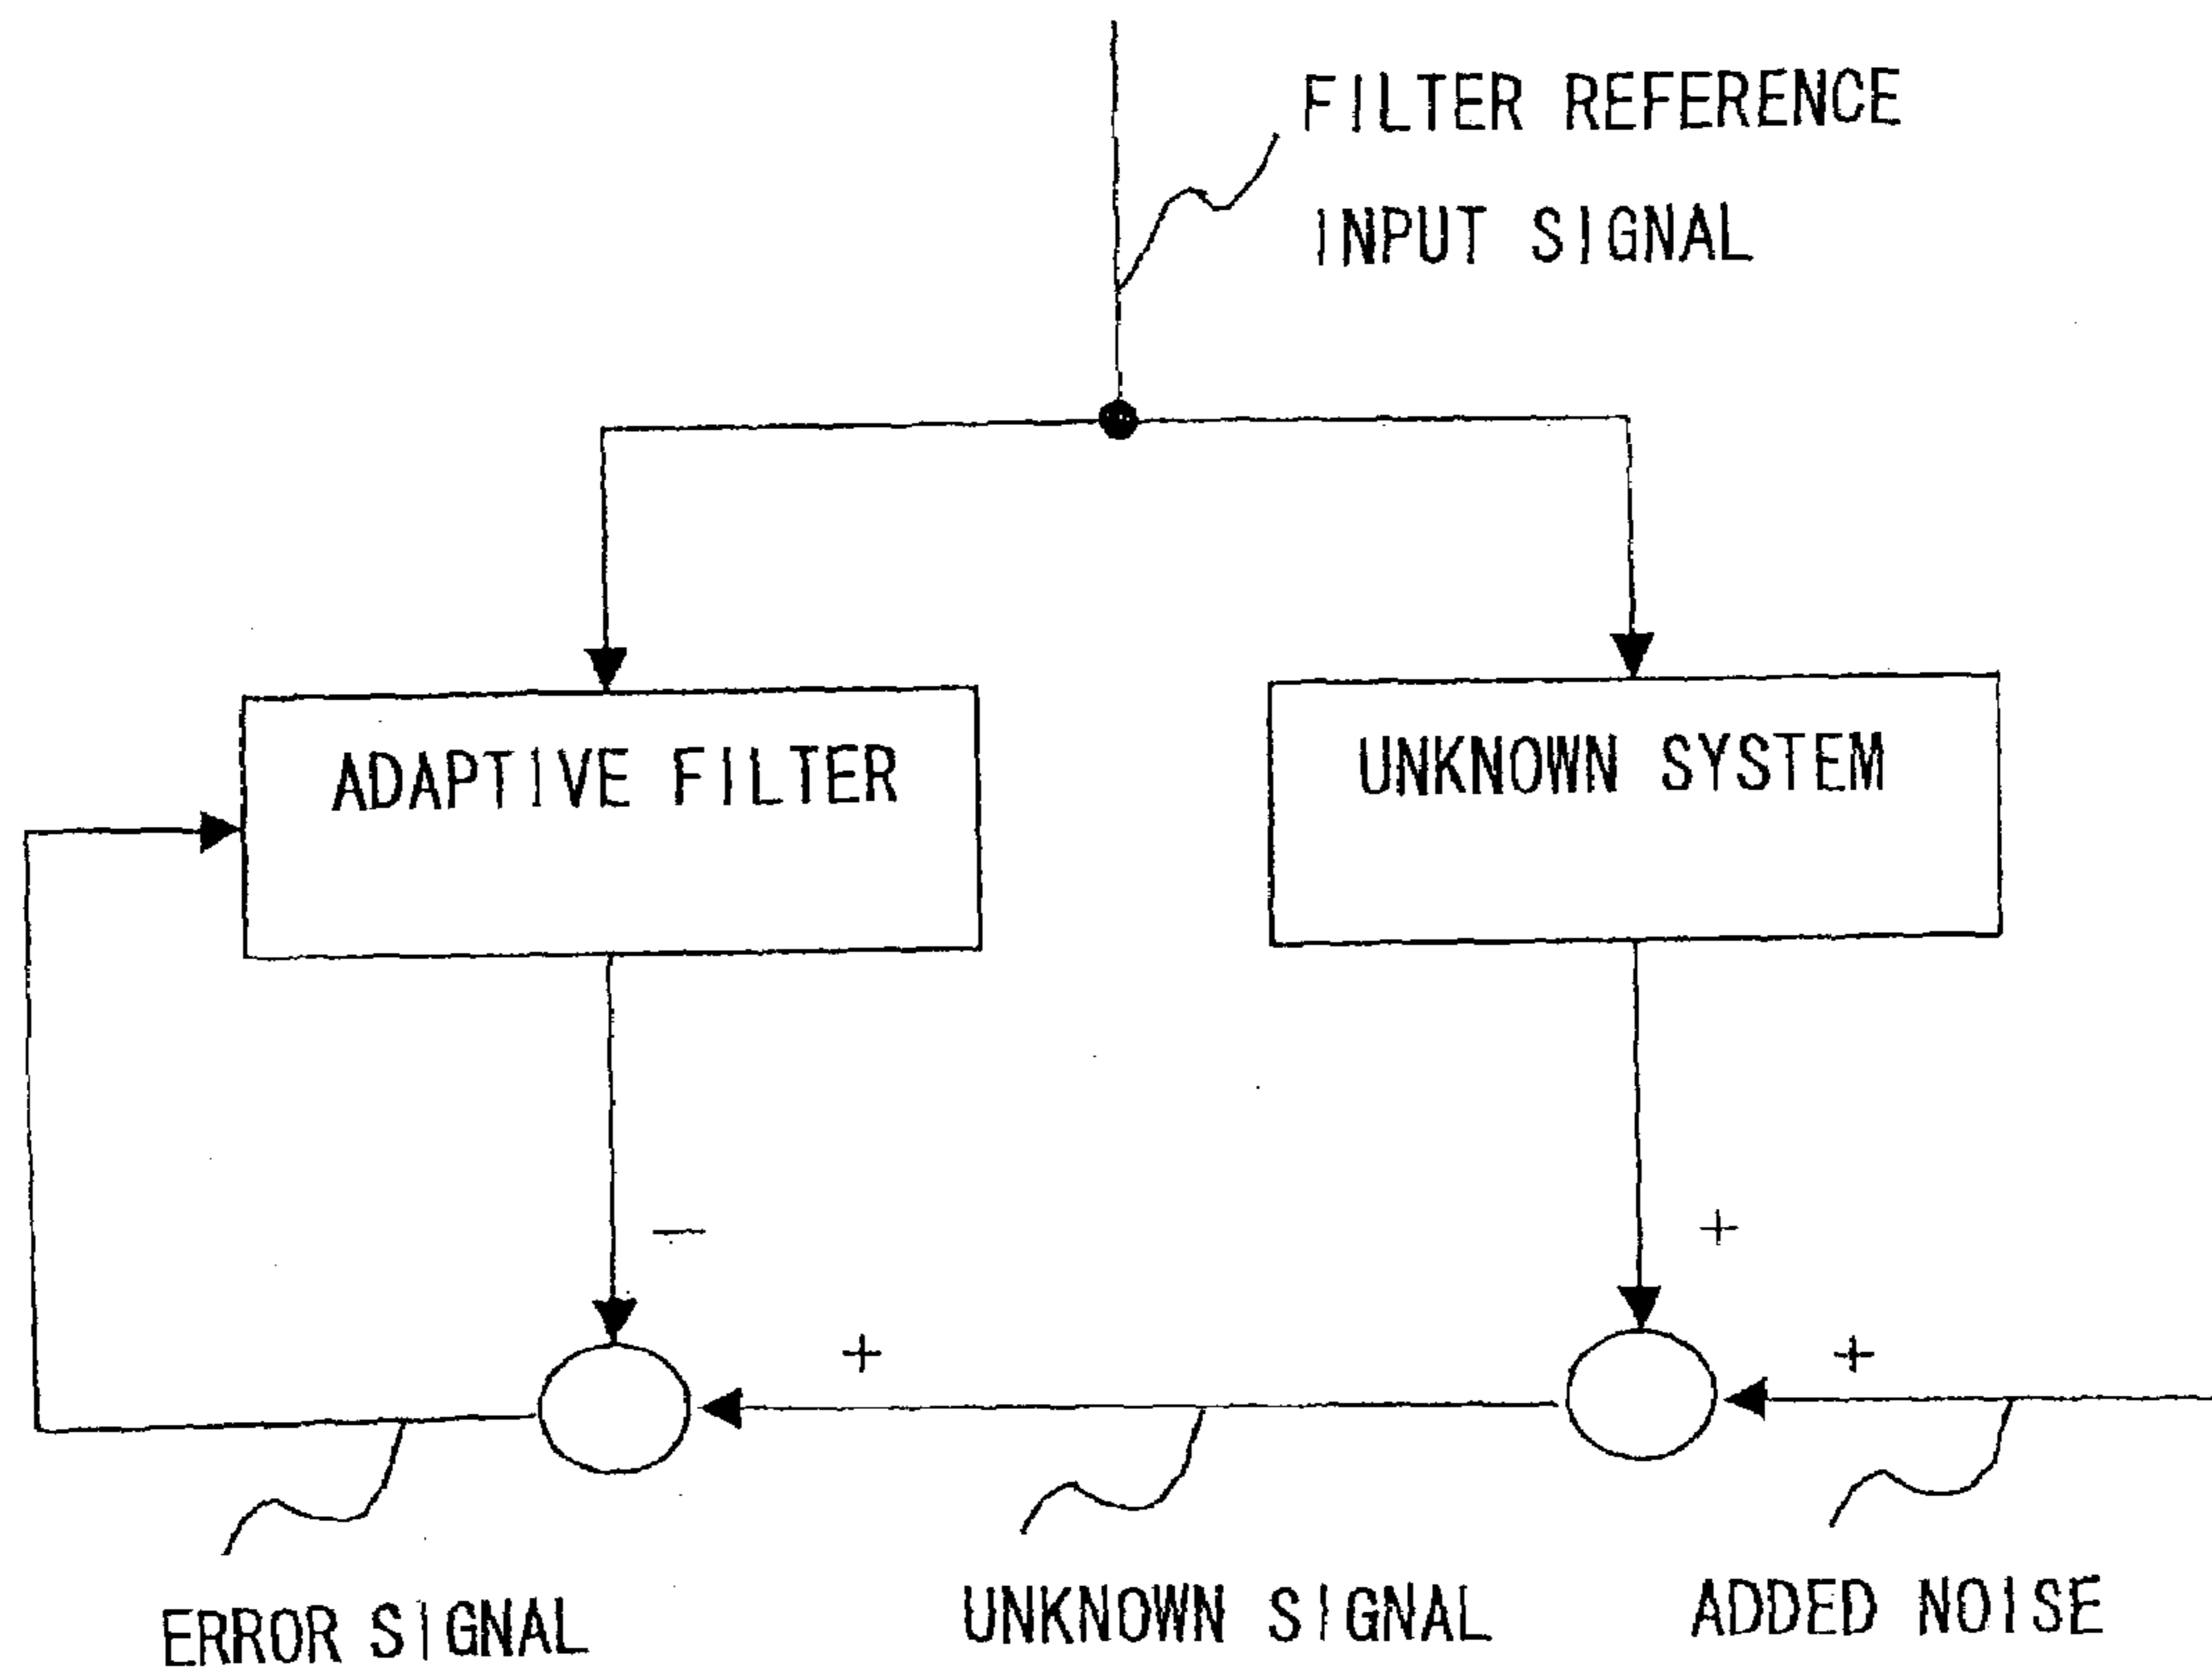 FILTER REFERENCE
INPUT SIGNAL
ADAPTIVE FILTER
UNKNOWN SYSTEM
—
+
+
+
ERROR SIGNAL
UNKNOWN SIGNAL
ADDED NOISE